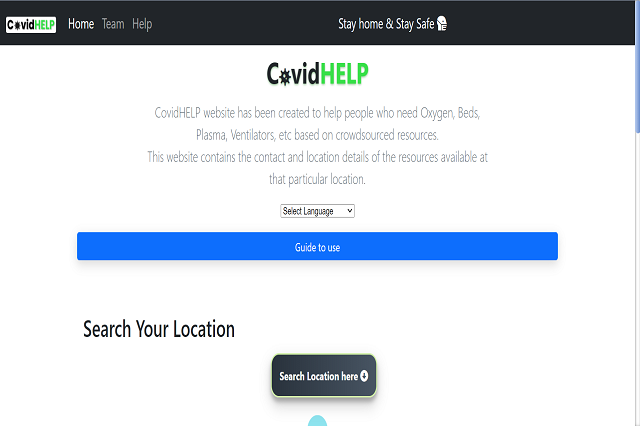 CovidHELP Home Team Help Stay home & Stay Safe
CovidHELP
CovidHELP website has been created to help people who need Oxygen, Beds,
Plasma, Ventilators, etc based on crowdsourced resources.
This website contains the contact and location details of the resources available at
that particular location.
Select Language
Guide to use
Search Your Location
Search Location here